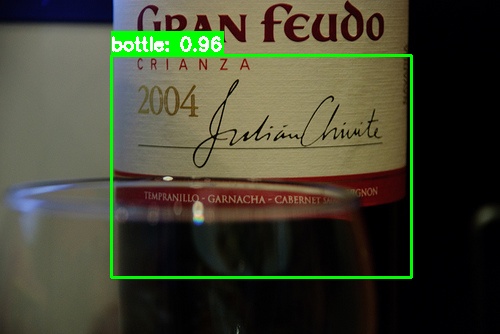 GRAN FEUDO
bottle: 0.96
CRIANZA
2004
Julián Chivite
TEMPRANILLO - GARNACHA - CABERNET